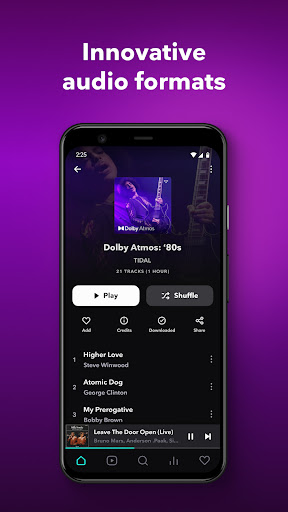 Innovative
audio formats
2:25
Dolby Atmos
Dolby Atmos: '80s
TIDAL
21 TRACKS (1 HOUR)
Play
Shuffle
Add
Credits
Downloaded
Share
1
Higher Love
Steve Winwood
2
Atomic Dog
George Clinton
3
My Prerogative
Bobby Brown
Leave The Door Open (Live)
Bruno Mars, Anderson .Paak, Si